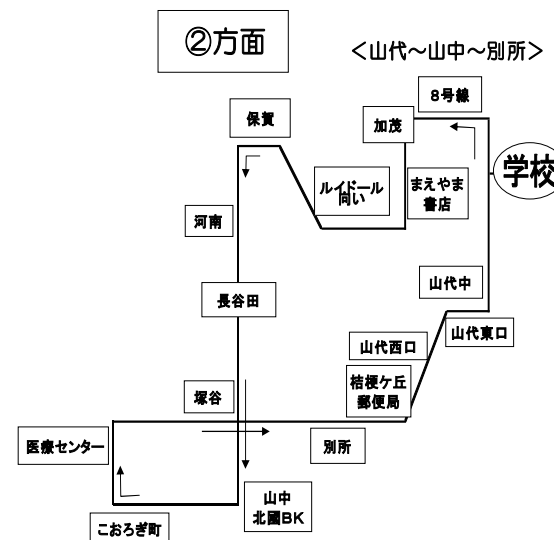 ②方面
＜山代～山中～別所＞
8号線
保賀
加茂
学校
ルイドール
向い
まえやま
書店
河南
山代中
長谷田
山代東口
山代西口
桔梗ケ丘
郵便局
塚谷
医療センター
別所
山中
北國BK
こおろぎ町